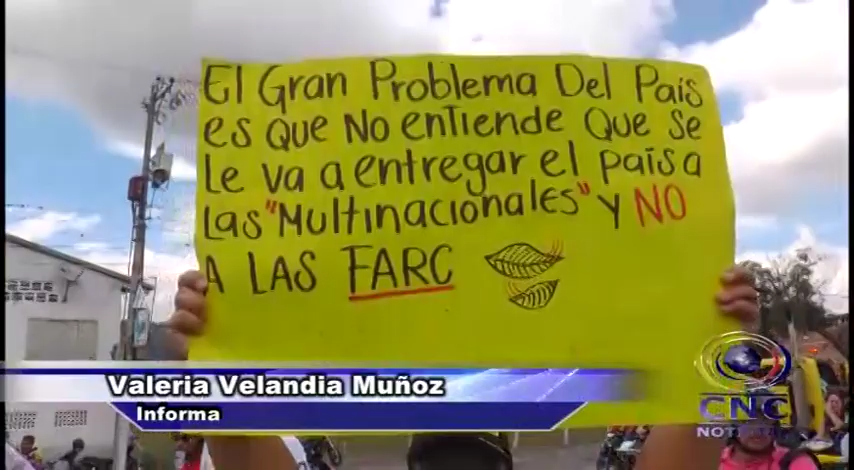 El Gran Problema Del País
es Que No entiende Que Se
Le va a entregar el país a
Las "Multinacionales" y NO
A LAS FARC
Valeria Velandia Muñoz
Informa
CNC
NOTICIAS